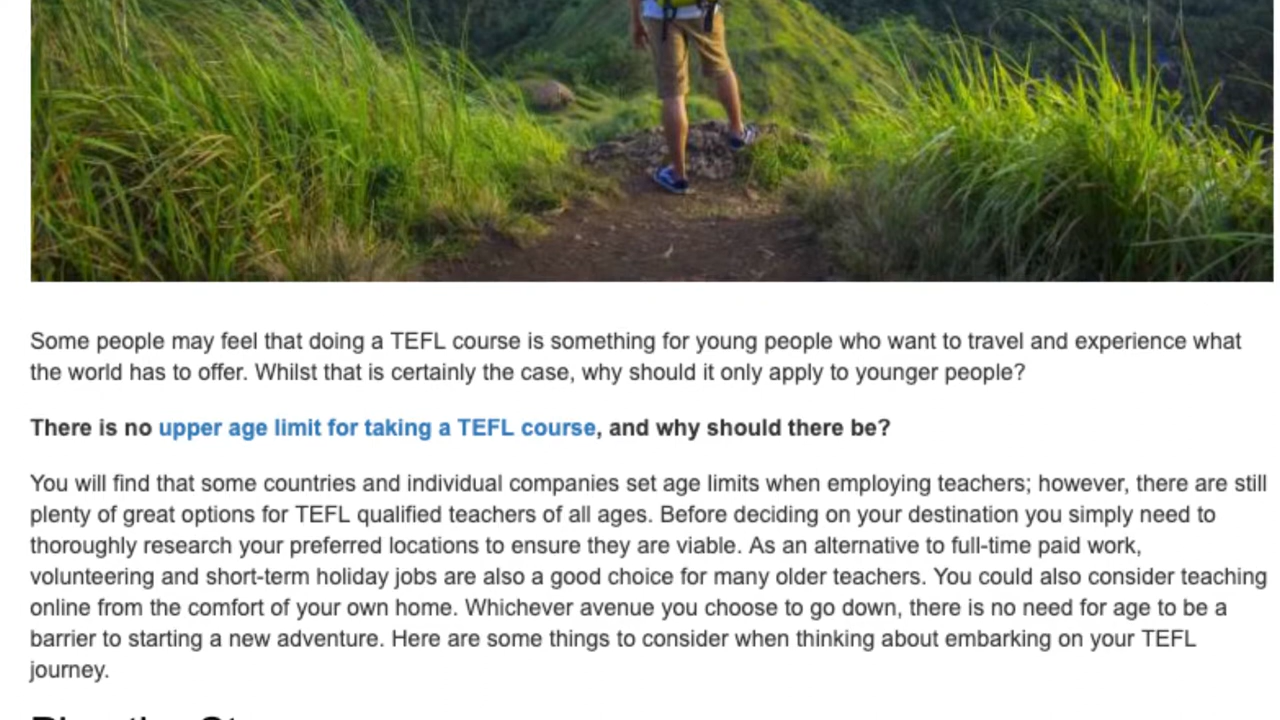 Some people may feel that doing a TEFL course is something for young people who want to travel and experience what
the world has to offer. Whilst that is certainly the case, why should it only apply to younger people?
There is no upper age limit for taking a TEFL course, and why should there be?
You will find that some countries and individual companies set age limits when employing teachers; however, there are still
plenty of great options for TEFL qualified teachers of all ages. Before deciding on your destination you simply need to
thoroughly research your preferred locations to ensure they are viable. As an alternative to full-time paid work,
volunteering and short-term holiday jobs are also a good choice for many older teachers. You could also consider teaching
online from the comfort of your own home. Whichever avenue you choose to go down, there is no need for age to be a
barrier to starting a new adventure. Here are some things to consider when thinking about embarking on your TEFL
journey.